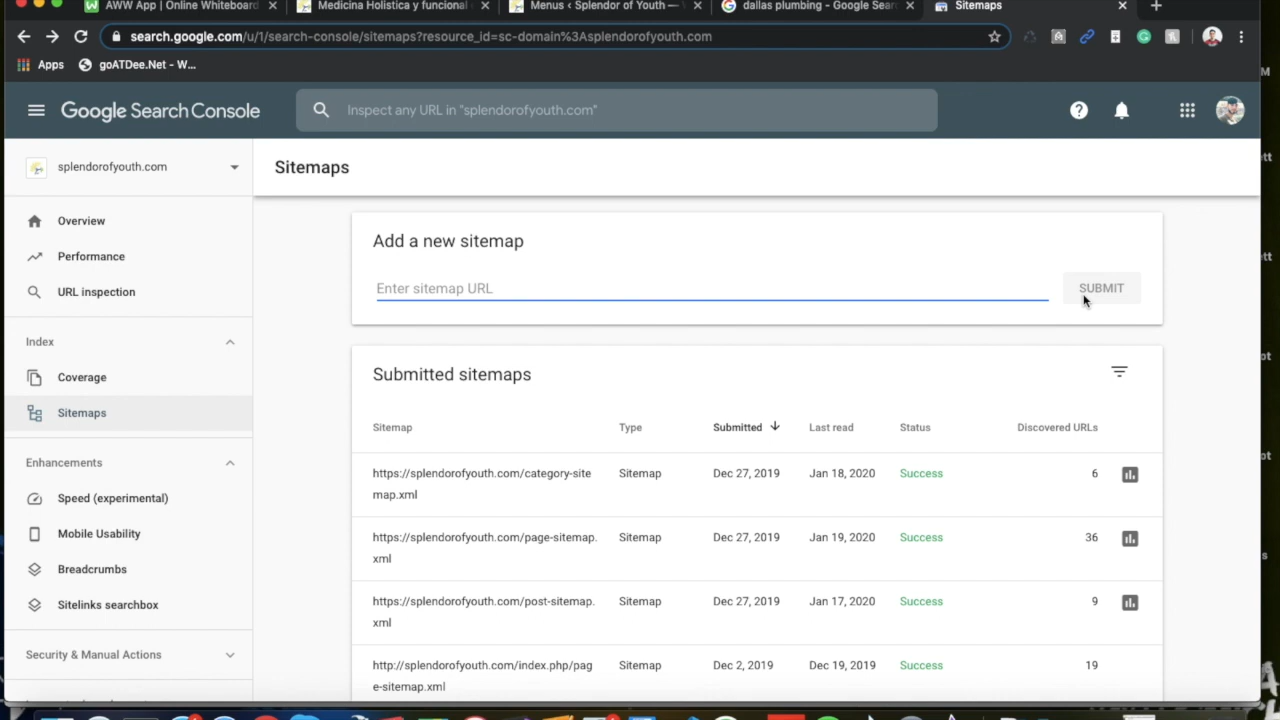 AWW App | Online Whiteboard
Medicina Holistica y funcional
Menus ‹ Splendor of Youth —
dallas plumbing - Google Sear
Sitemaps
search.google.com/u/1/search-console/sitemaps?resource_id=sc-domain%3Asplendorofyouth.com
Apps
goATDee.Net - W...
Google Search Console
Inspect any URL in "splendorofyouth.com"
splendorofyouth.com
Sitemaps
Overview
Performance
URL inspection
Index
Coverage
Sitemaps
Enhancements
Speed (experimental)
Mobile Usability
Breadcrumbs
Sitelinks searchbox
Security & Manual Actions
Add a new sitemap
Enter sitemap URL
SUBMIT
Submitted sitemaps
Sitemap Type Submitted Last read Status Discovered URLs
https://splendorofyouth.com/category-site Sitemap Dec 27, 2019 Jan 18, 2020 Success 6
map.xml
https://splendorofyouth.com/page-sitemap. Sitemap Dec 27, 2019 Jan 19, 2020 Success 36
xml
https://splendorofyouth.com/post-sitemap. Sitemap Dec 27, 2019 Jan 17, 2020 Success 9
xml
http://splendorofyouth.com/index.php/pag Sitemap Dec 2, 2019 Dec 19, 2019 Success 19
e-sitemap.xml